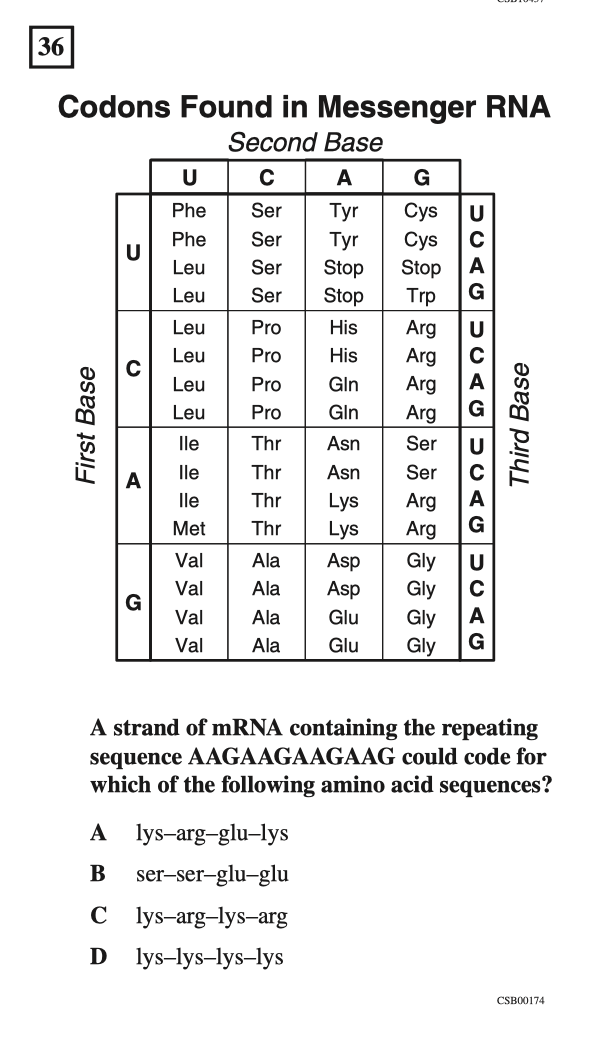 36
Codons Found in Messenger RNA
Second Base
U C A G
First Base
Third Base
U
Phe Ser Tyr Cys U
Phe Ser Tyr Cys C
Leu Ser Stop Stop A
Leu Ser Stop Trp G
C
Leu Pro His Arg U
Leu Pro His Arg C
Leu Pro Gln Arg A
Leu Pro Gln Arg G
A
Ile Thr Asn Ser U
Ile Thr Asn Ser C
Ile Thr Lys Arg A
Met Thr Lys Arg G
G
Val Ala Asp Gly U
Val Ala Asp Gly C
Val Ala Glu Gly A
Val Ala Glu Gly G
A strand of mRNA containing the repeating
sequence AAGAAGAAGAAG could code for
which of the following amino acid sequences?
A lys–arg–glu–lys
B ser–ser–glu–glu
C lys–arg–lys–arg
D lys–lys–lys–lys
CSB00174